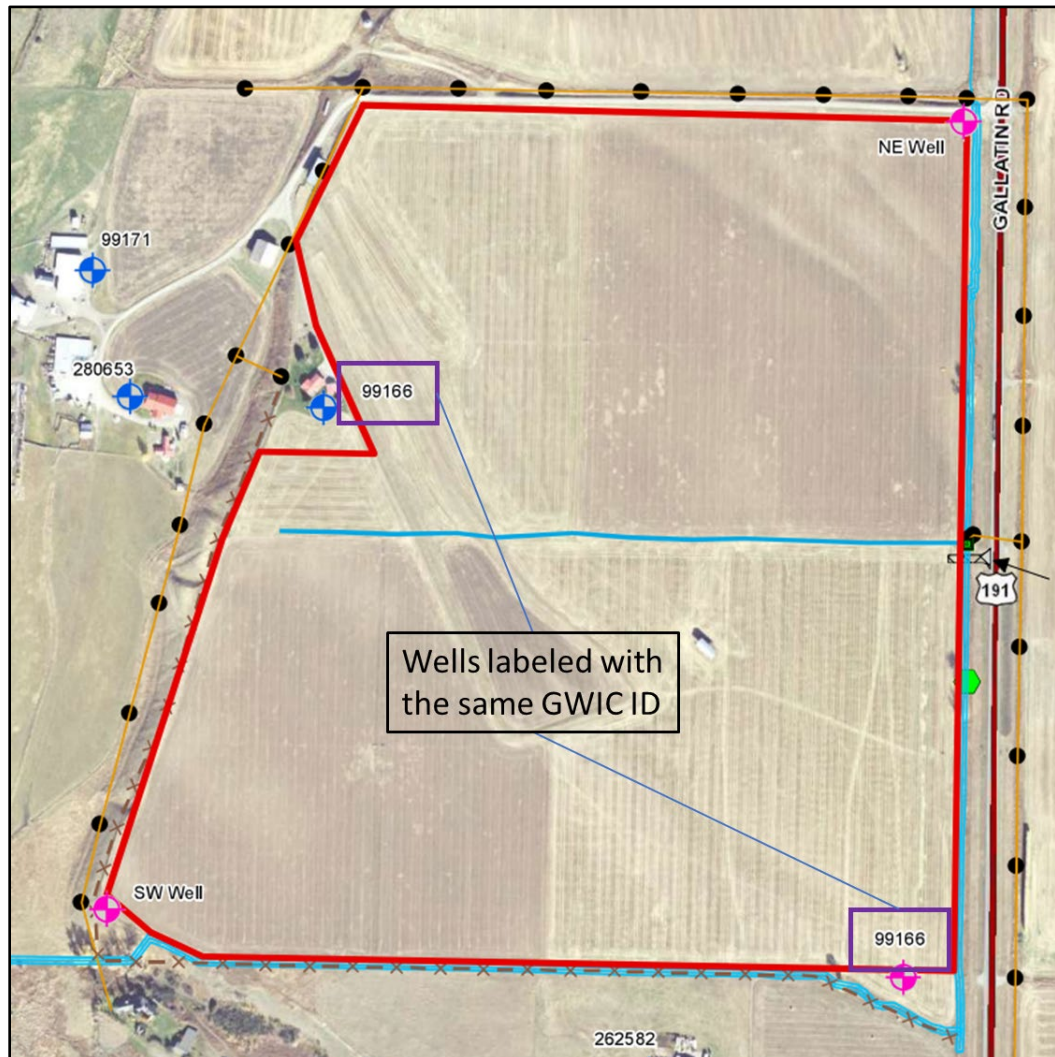 NE Well
GALLATIN RD
99171
280653
99166
191
Wells labeled with
the same GWIC ID
SW Well
99166
262582